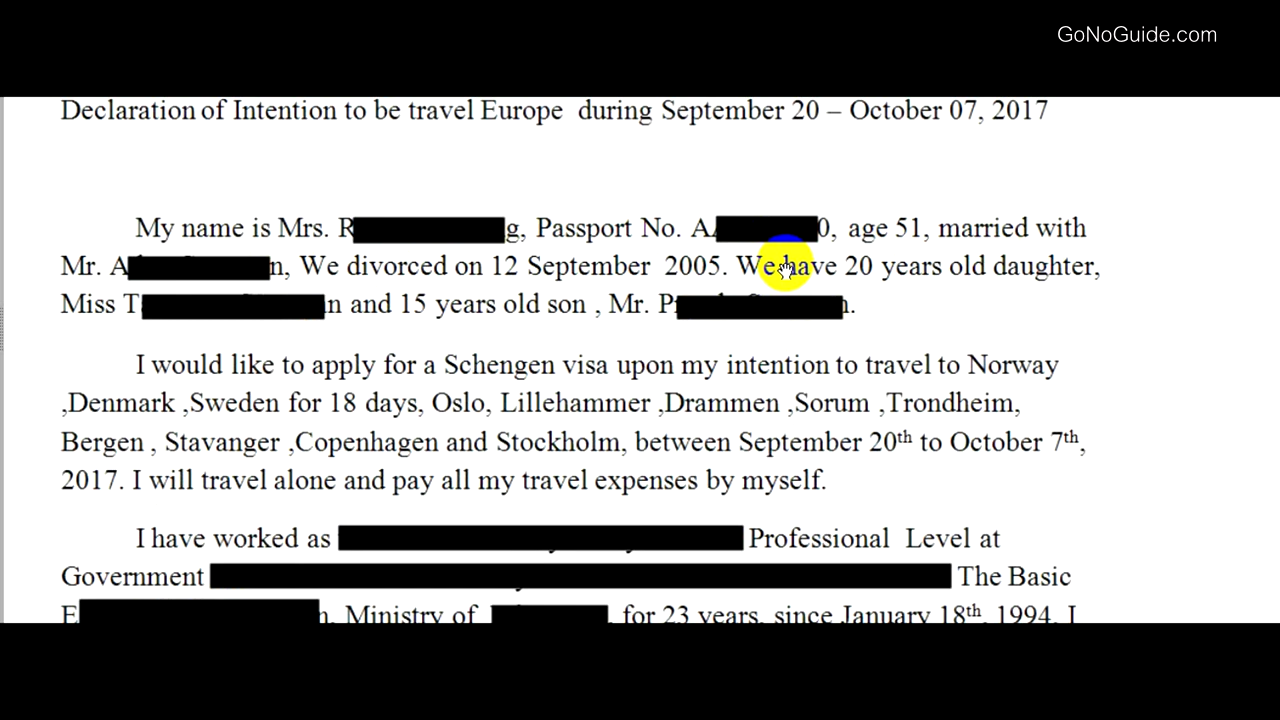 GoNoGuide.com
Declaration of Intention to be travel Europe during September 20 – October 07, 2017
My name is Mrs. R g, Passport No. A 0, age 51, married with
Mr. A n, We divorced on 12 September 2005. We have 20 years old daughter,
Miss T n and 15 years old son , Mr. P .
I would like to apply for a Schengen visa upon my intention to travel to Norway
,Denmark ,Sweden for 18 days, Oslo, Lillehammer ,Drammen ,Sorum ,Trondheim,
Bergen , Stavanger ,Copenhagen and Stockholm, between September 20th to October 7th,
2017. I will travel alone and pay all my travel expenses by myself.
I have worked as Professional Level at
Government The Basic
E , Ministry of , for 23 years, since January 18th, 1994. I